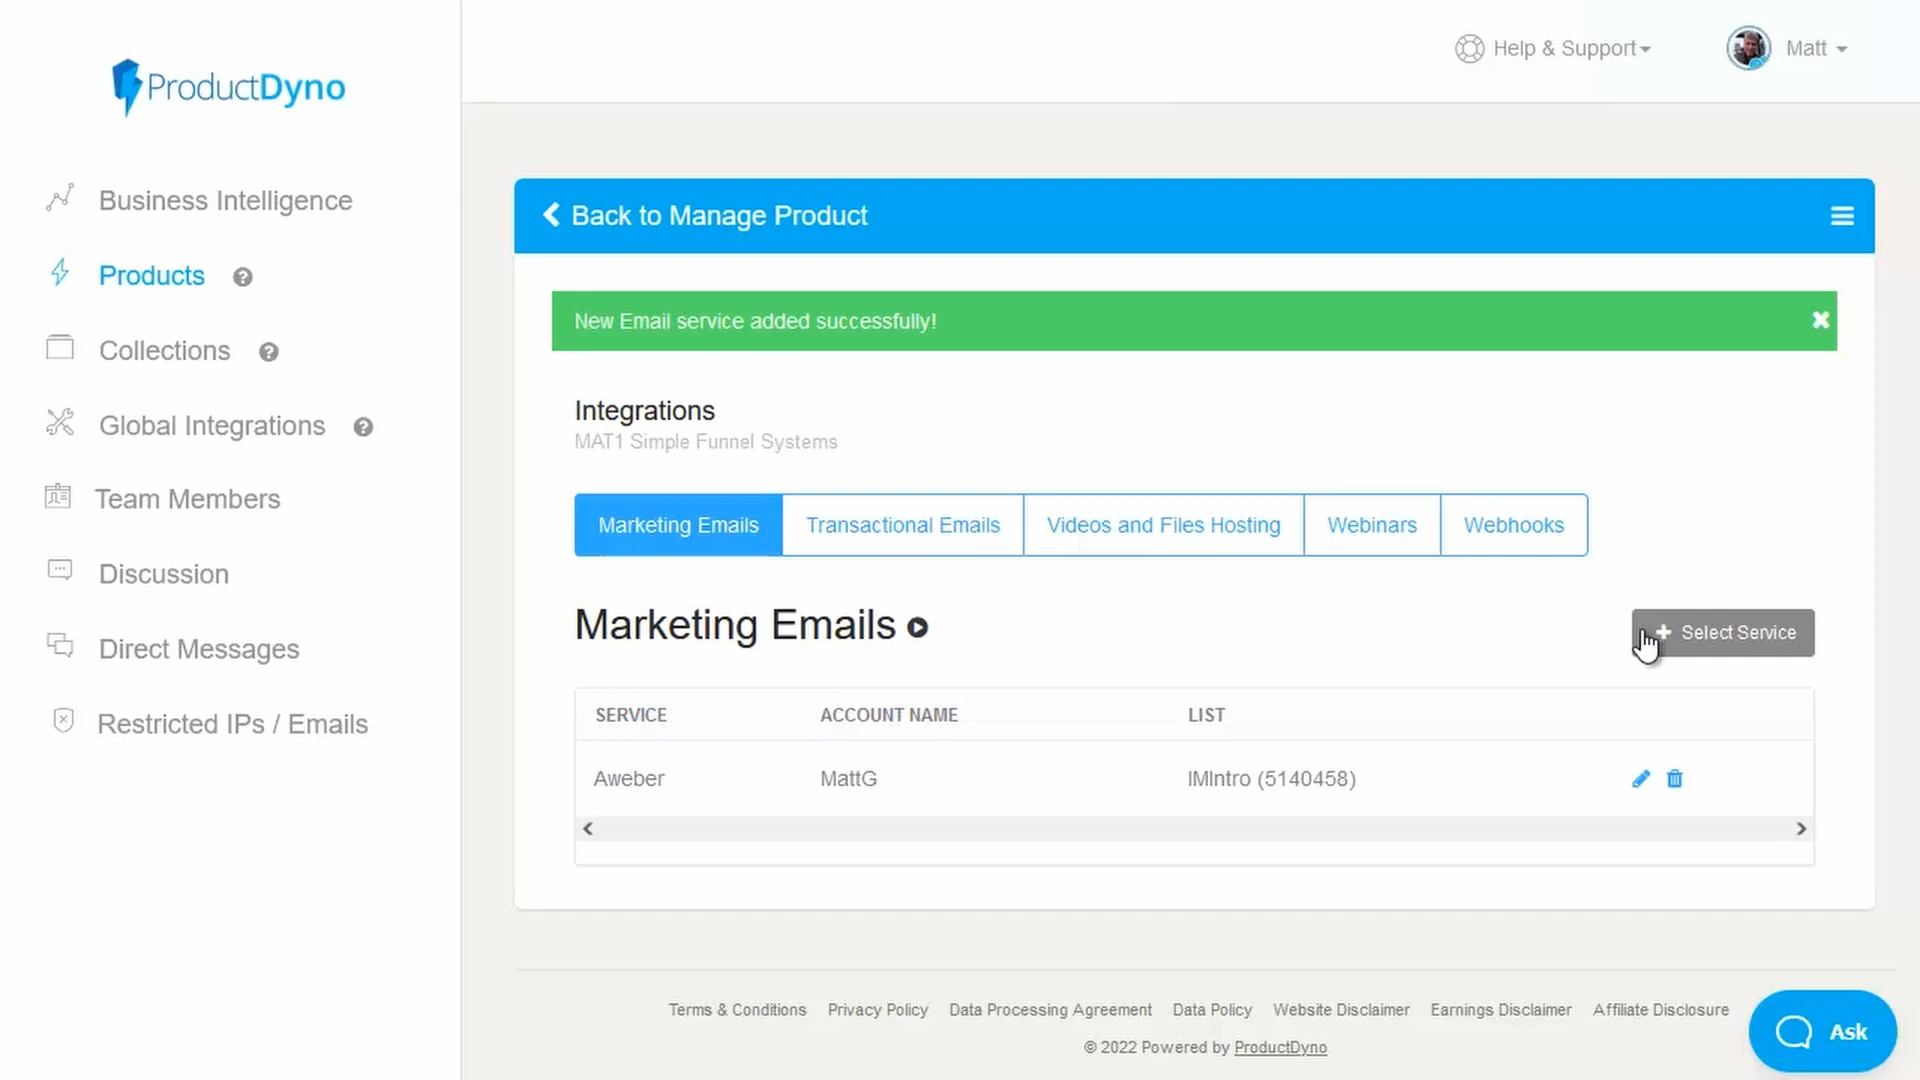 ProductDyno
Help & Support
Matt
Business Intelligence
Products
Collections
Global Integrations
Team Members
Discussion
Direct Messages
Restricted IPs / Emails
Back to Manage Product
New Email service added successfully!
Integrations
MAT1 Simple Funnel Systems
Marketing Emails Transactional Emails Videos and Files Hosting Webinars Webhooks
Marketing Emails
Select Service
SERVICE ACCOUNT NAME LIST
Aweber MattG IMIntro (5140458)
Terms & Conditions Privacy Policy Data Processing Agreement Data Policy Website Disclaimer Earnings Disclaimer Affiliate Disclosure
© 2022 Powered by ProductDyno
Ask